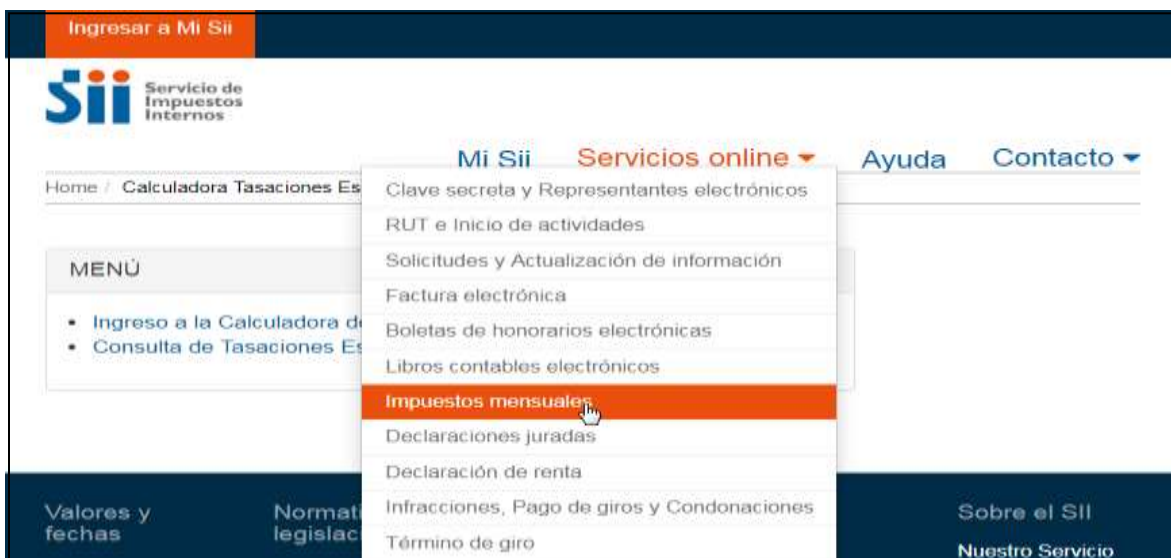 Ingresar a Mi Sii
Sii Servicio de
Impuestos
Internos
Mi Sii Servicios online Ayuda Contacto
Home / Calculadora Tasaciones Es
Clave secreta y Representantes electrónicos
RUT e Inicio de actividades
Solicitudes y Actualización de información
Factura electrónica
Boletas de honorarios electrónicas
Libros contables electrónicos
Impuestos mensuales
Declaraciones juradas
Declaración de renta
Infracciones, Pago de giros y Condonaciones
Término de giro
MENÚ
• Ingreso a la Calculadora de
• Consulta de Tasaciones Es
Valores y
fechas
Normati
legislac
Sobre el SII
Nuestro Servicio